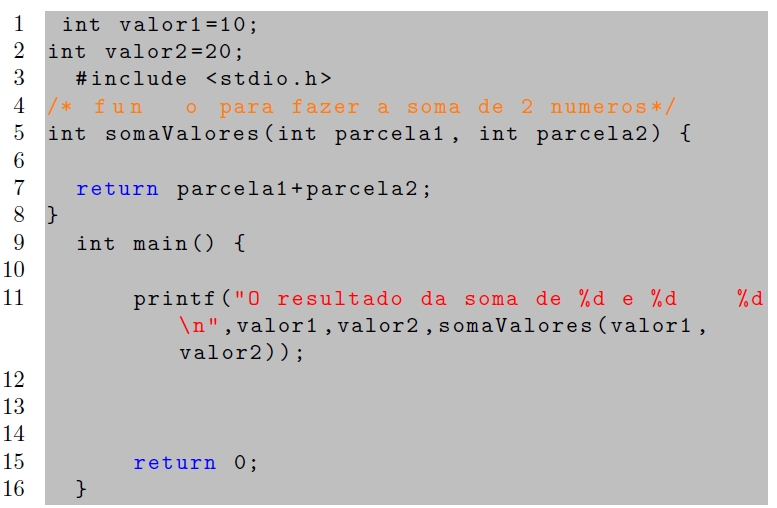 1 int valor1=10;
2 int valor2=20;
3 #include <stdio.h>
4 /* fun o para fazer a soma de 2 numeros*/
5 int somaValores(int parcela1, int parcela2) {
6
7 return parcela1+parcela2;
8 }
9 int main() {
10
11 printf("O resultado da soma de %d e %d %d
\n",valor1,valor2,somaValores(valor1,
valor2));
12
13
14
15 return 0;
16 }